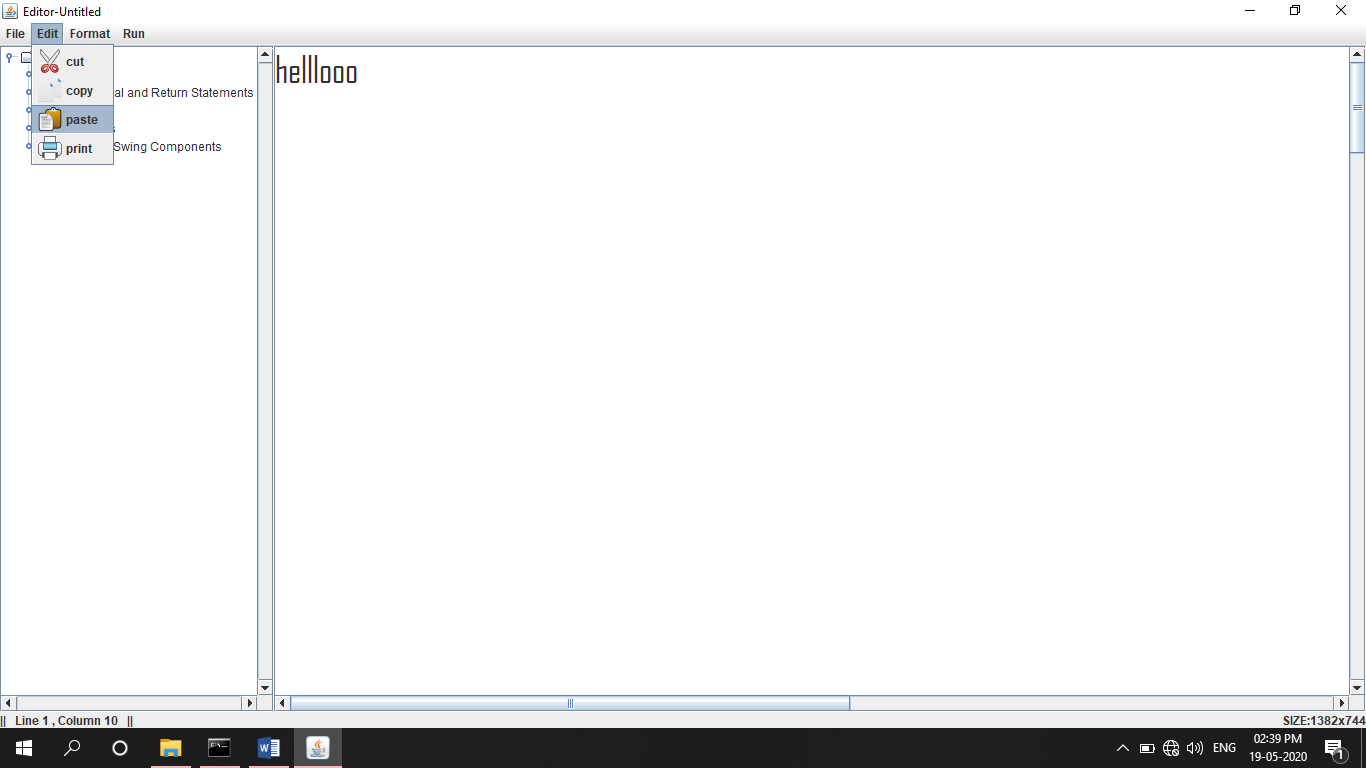 Editor-Untitled
File Edit Format Run
cut
copy
al and Return Statements
paste
print
Swing Components
helllooo
|| Line 1 , Column 10 ||
SIZE:1382x744
ENG
02:39 PM
19-05-2020
1